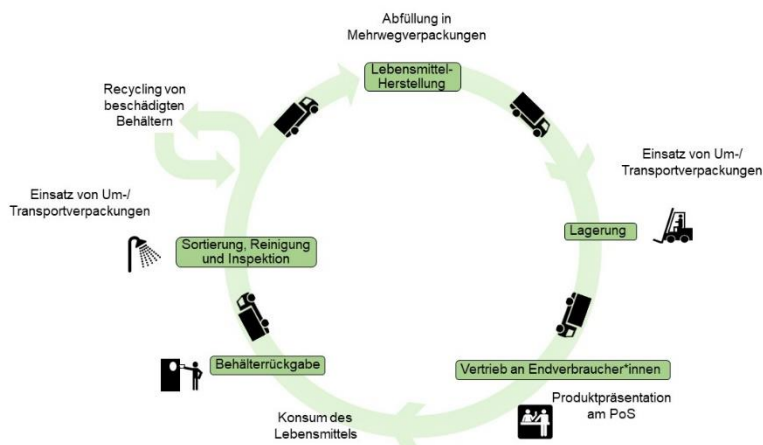 Abfüllung in
Mehrwegverpackungen
Lebensmittel-
Herstellung
Recycling von
beschädigten
Behältern
Einsatz von Um-/
Transportverpackungen
Lagerung
Einsatz von Um-/
Transportverpackungen
Sortierung, Reinigung
und Inspektion
Behälterrückgabe
Vertrieb an Endverbraucher*innen
Produktpräsentation
am PoS
Konsum des
Lebensmittels